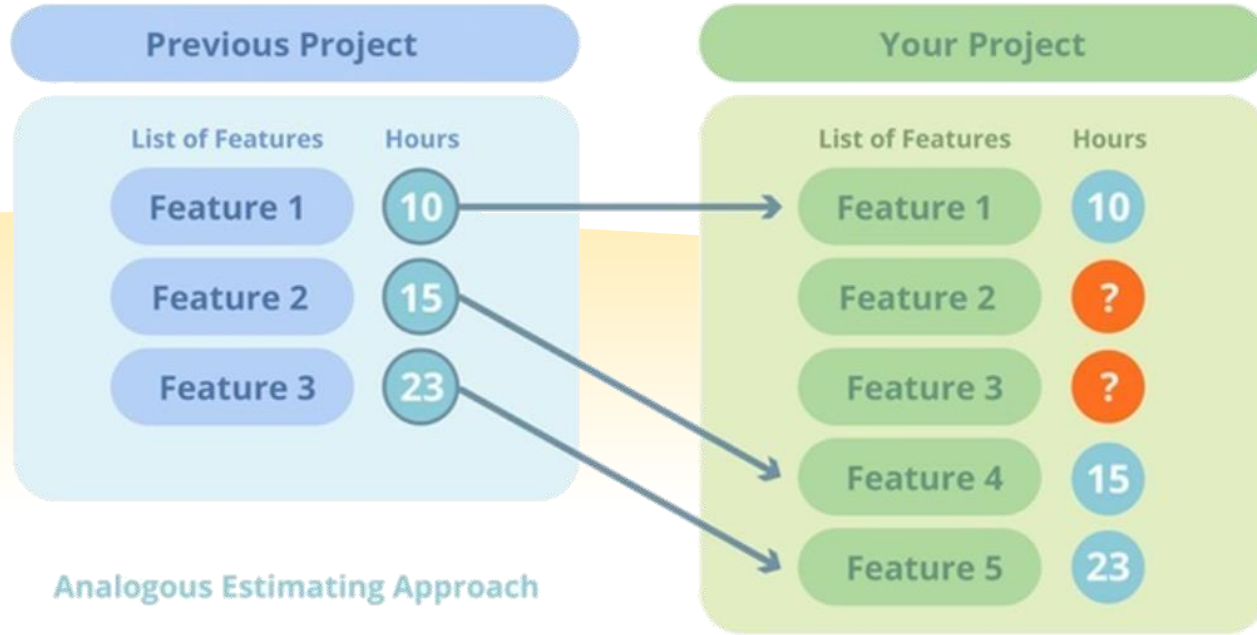 Previous Project
List of Features Hours
Feature 1 10
Feature 2 15
Feature 3 23
Analogous Estimating Approach
Your Project
List of Features Hours
Feature 1 10
Feature 2 ?
Feature 3 ?
Feature 4 15
Feature 5 23